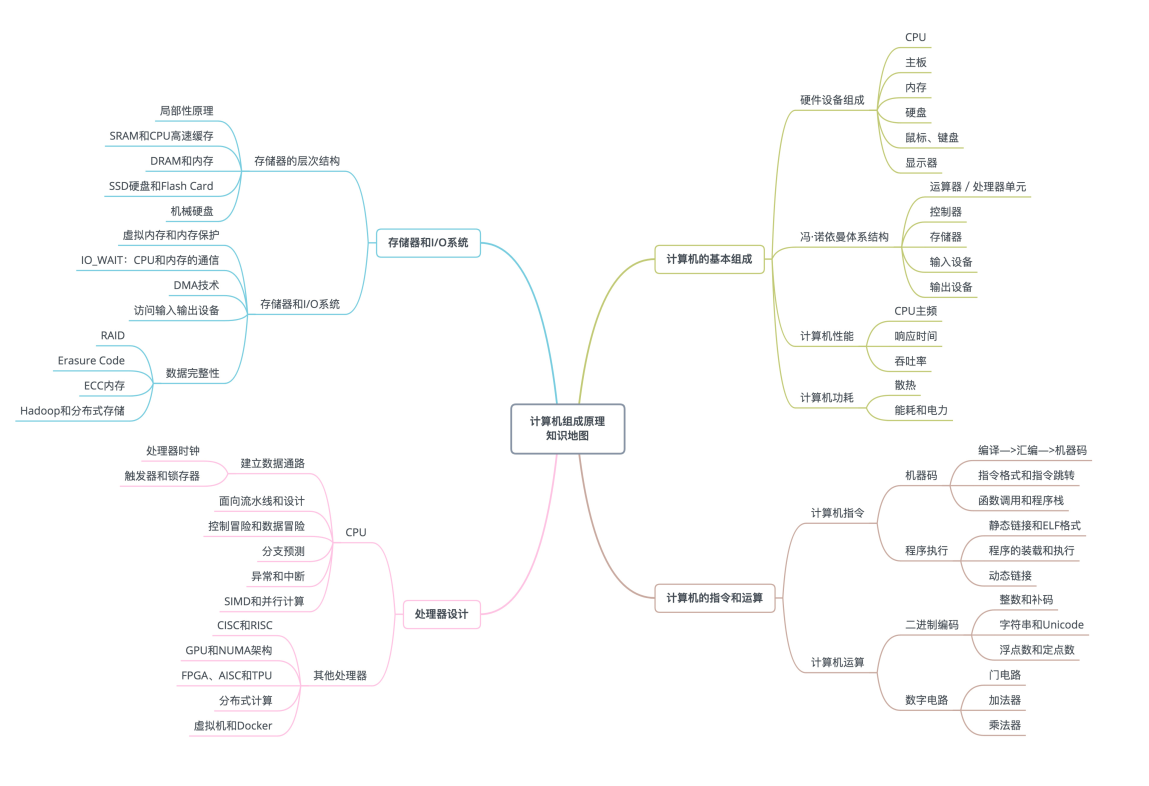 计算机组成原理
知识地图
计算机的基本组成
硬件设备组成
CPU
主板
内存
硬盘
鼠标、键盘
显示器
冯·诺依曼体系结构
运算器 / 处理器单元
控制器
存储器
输入设备
输出设备
计算机性能
CPU主频
响应时间
吞吐率
计算机功耗
散热
能耗和电力
计算机的指令和运算
计算机指令
机器码
编译—>汇编—>机器码
指令格式和指令跳转
函数调用和程序栈
程序执行
静态链接和ELF格式
程序的装载和执行
动态链接
计算机运算
二进制编码
整数和补码
字符串和Unicode
浮点数和定点数
数字电路
门电路
加法器
乘法器
存储器和I/O系统
存储器的层次结构
局部性原理
SRAM和CPU高速缓存
DRAM和内存
SSD硬盘和Flash Card
机械硬盘
存储器和I/O系统
虚拟内存和内存保护
IO_WAIT：CPU和内存的通信
DMA技术
访问输入输出设备
数据完整性
RAID
Erasure Code
ECC内存
Hadoop和分布式存储
处理器设计
CPU
建立数据通路
处理器时钟
触发器和锁存器
面向流水线和设计
控制冒险和数据冒险
分支预测
异常和中断
SIMD和并行计算
其他处理器
CISC和RISC
GPU和NUMA架构
FPGA、AISC和TPU
分布式计算
虚拟机和Docker